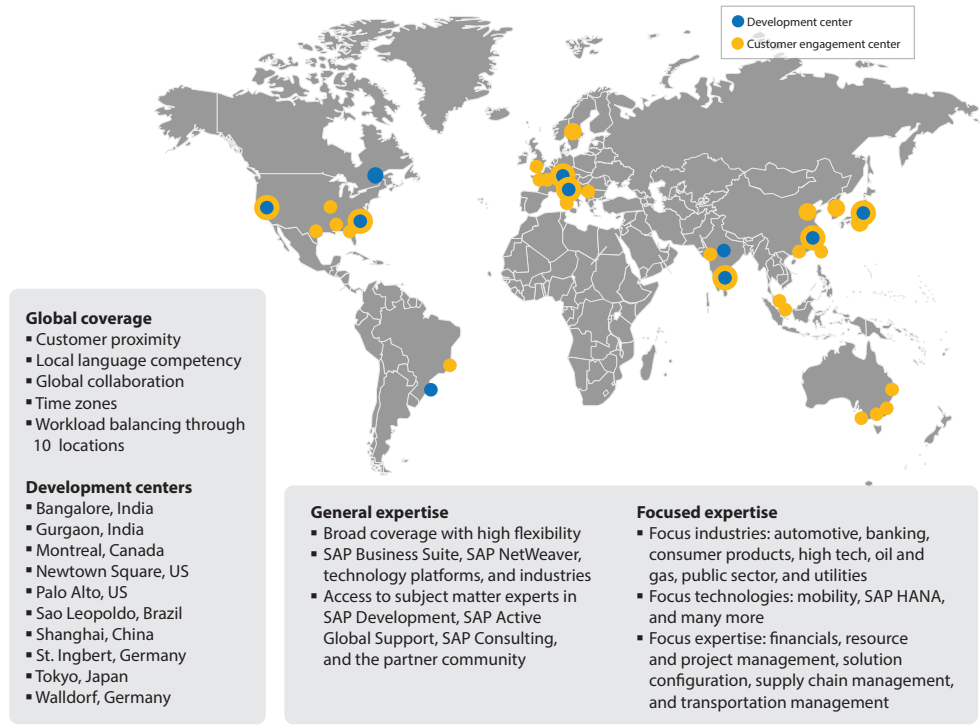 Development center
Customer engagement center
Global coverage
▪ Customer proximity
▪ Local language competency
▪ Global collaboration
▪ Time zones
▪ Workload balancing through
10 locations
Development centers
▪ Bangalore, India
▪ Gurgaon, India
▪ Montreal, Canada
▪ Newtown Square, US
▪ Palo Alto, US
▪ Sao Leopoldo, Brazil
▪ Shanghai, China
▪ St. Ingbert, Germany
▪ Tokyo, Japan
▪ Walldorf, Germany
General expertise
▪ Broad coverage with high flexibility
▪ SAP Business Suite, SAP NetWeaver,
technology platforms, and industries
▪ Access to subject matter experts in
SAP Development, SAP Active
Global Support, SAP Consulting,
and the partner community
Focused expertise
▪ Focus industries: automotive, banking,
consumer products, high tech, oil and
gas, public sector, and utilities
▪ Focus technologies: mobility, SAP HANA,
and many more
▪ Focus expertise: financials, resource
and project management, solution
configuration, supply chain management,
and transportation management